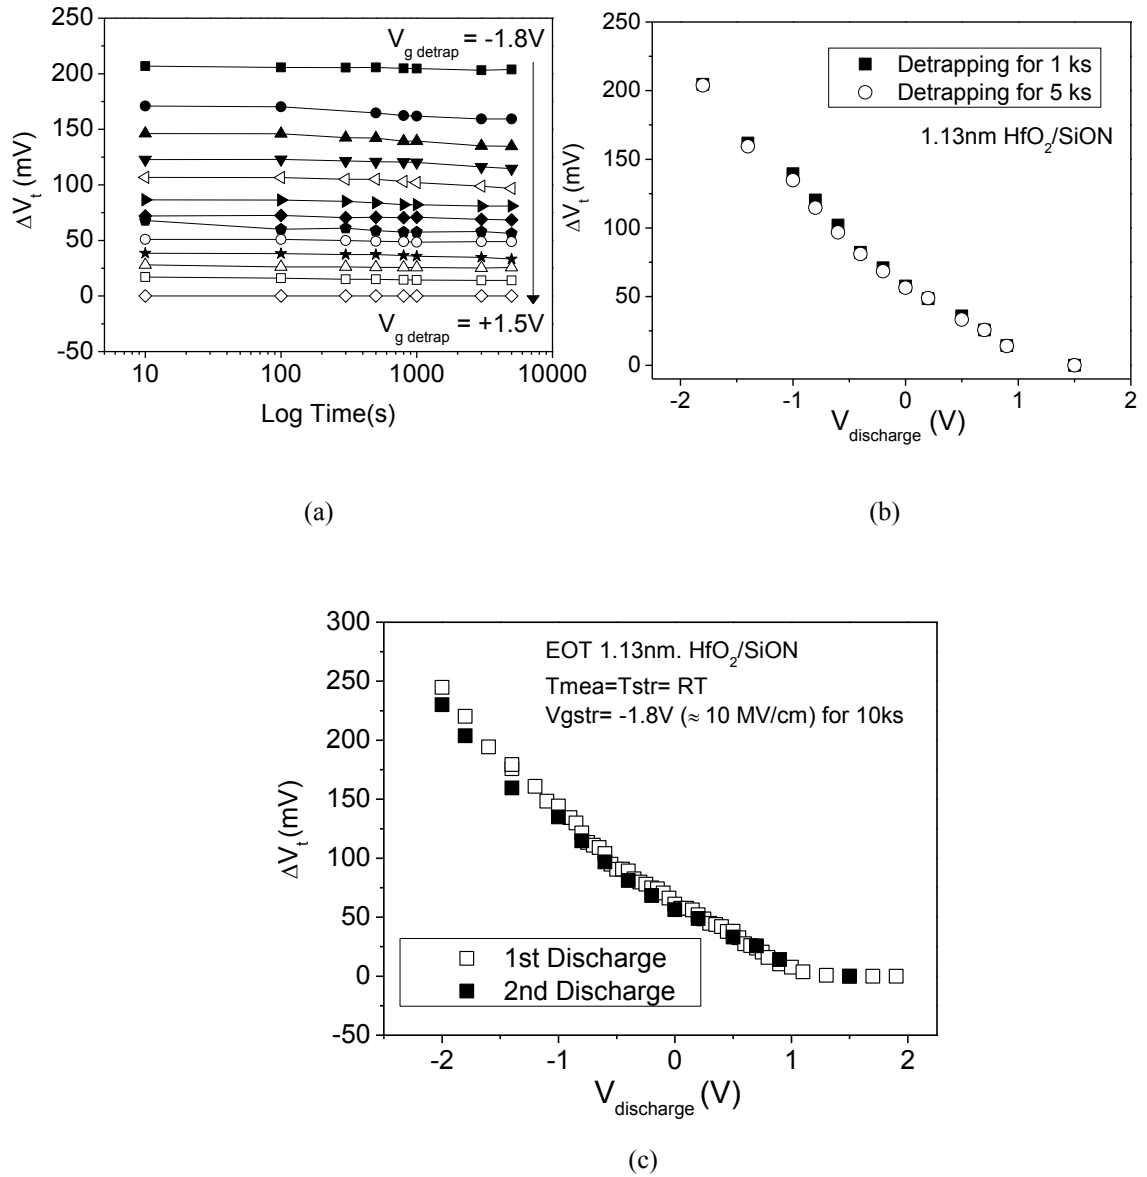 250
200
150
100
50
0
-50
10
100
1000
10000
ΔVt (mV)
Log Time(s)
Vg detrap = -1.8V
Vg detrap = +1.5V
(a)
250
200
150
100
50
0
-2
-1
0
1
2
ΔVt (mV)
Vdischarge (V)
Detrapping for 1 ks
Detrapping for 5 ks
1.13nm HfO2/SiON
(b)
300
250
200
150
100
50
0
-50
-2
-1
0
1
2
ΔVt (mV)
Vdischarge (V)
EOT 1.13nm. HfO2/SiON
Tmea=Tstr= RT
Vgstr= -1.8V (≈ 10 MV/cm) for 10ks
1st Discharge
2nd Discharge
(c)